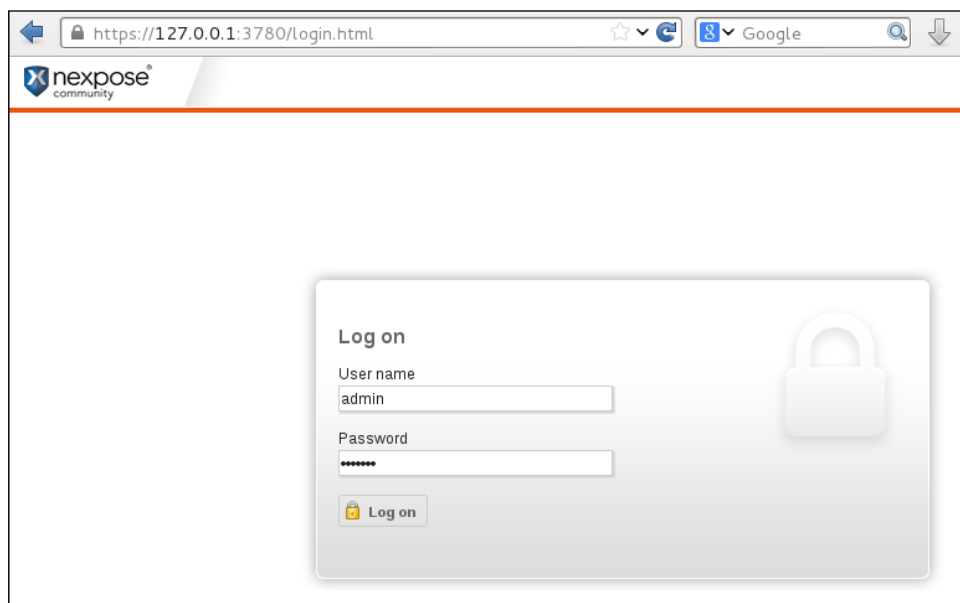 https://127.0.0.1:3780/login.html
8 Google
nexpose®
community
Log on
User name
admin
Password
•••••••
Log on